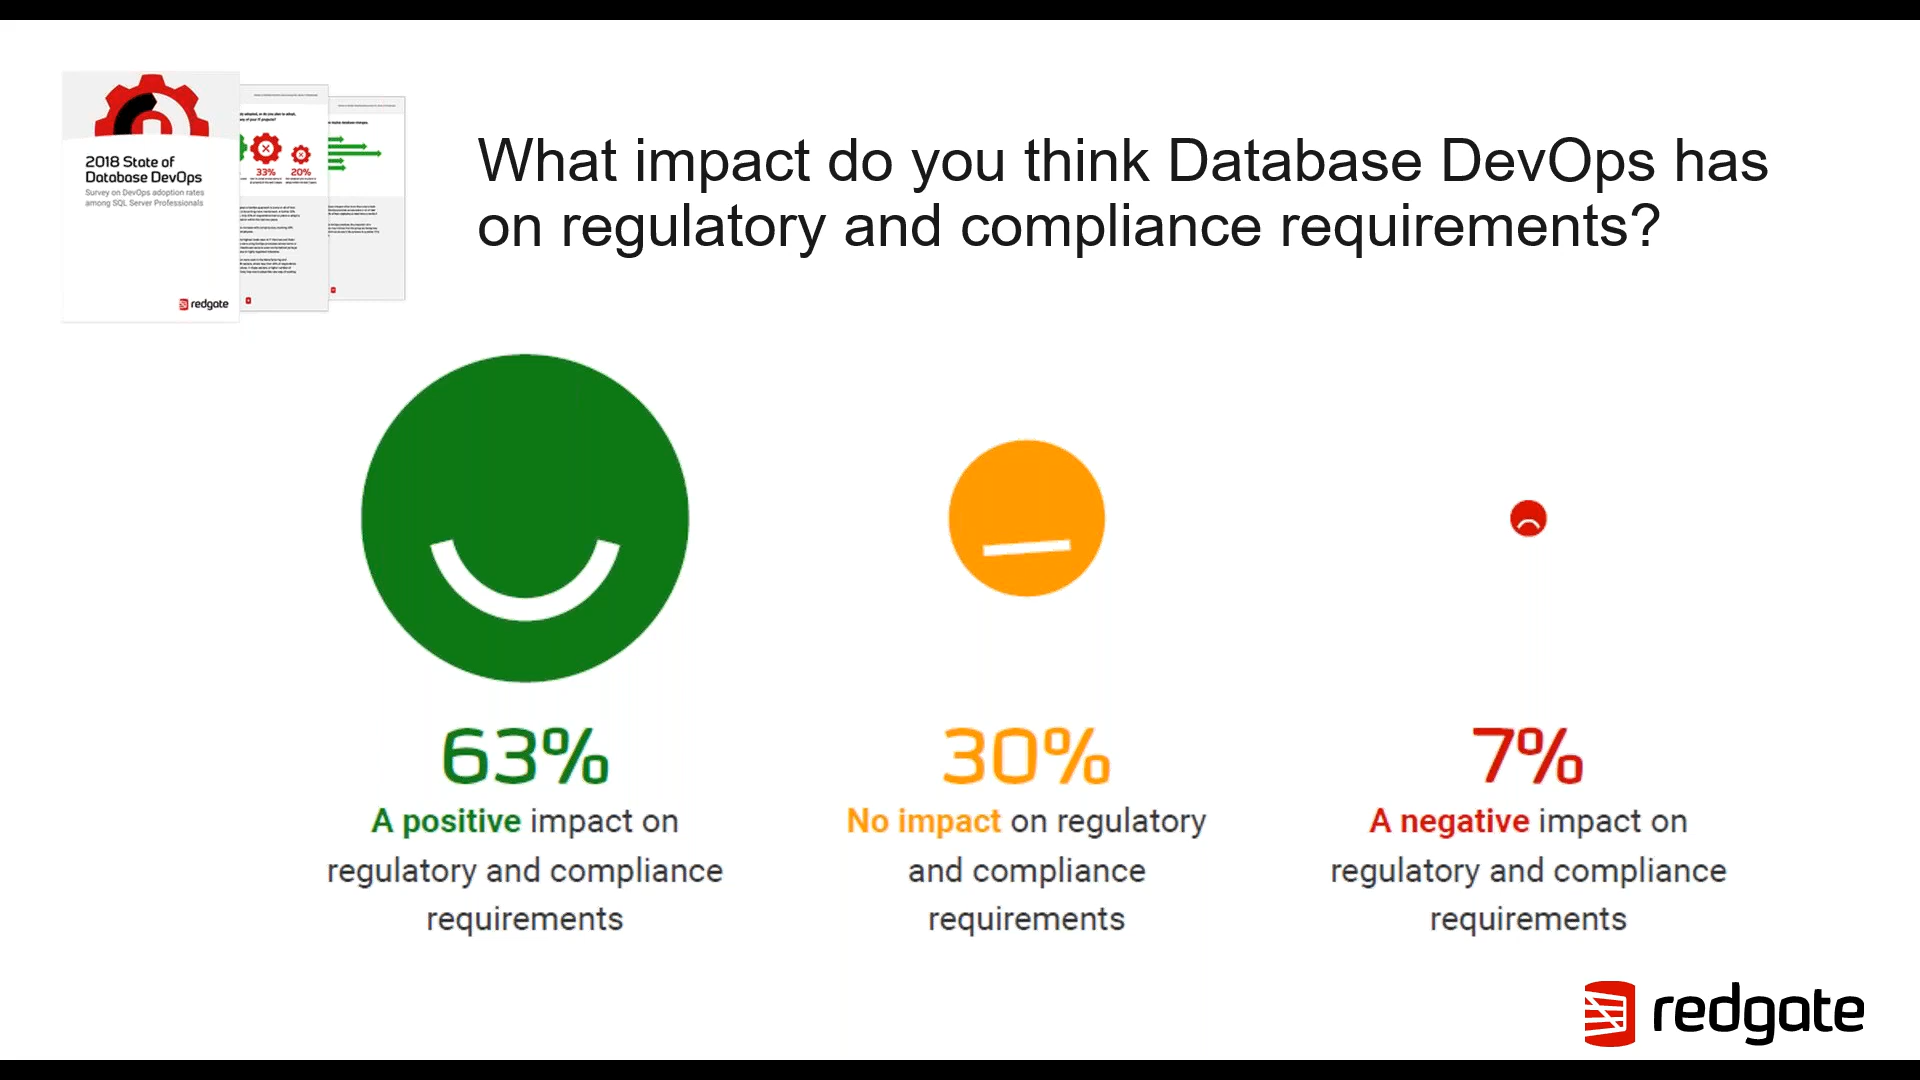 2018 State of
Database DevOps
Survey on DevOps adoption rates
among SQL Server Professionals
redgate
33%
20%
What impact do you think Database DevOps has
on regulatory and compliance requirements?
63%
A positive impact on
regulatory and compliance
requirements
30%
No impact on regulatory
and compliance
requirements
7%
A negative impact on
regulatory and compliance
requirements
redgate